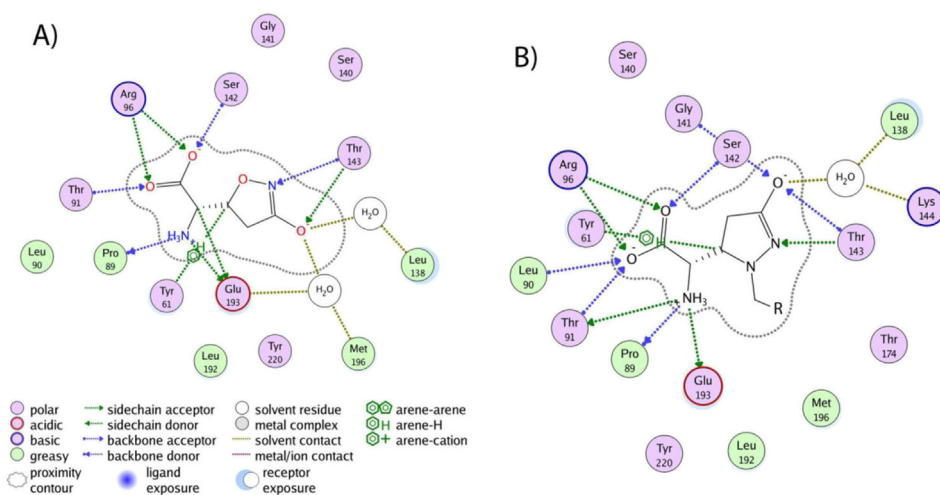 A)
Gly
141
Ser
140
Arg
96
Ser
142
Thr
143
O
O
O
N
O
Thr
91
H₃N
H
H₂O
Leu
90
Pro
89
Tyr
61
Glu
193
H₂O
Leu
138
Leu
192
Tyr
220
Met
196
B)
Ser
140
Gly
141
Ser
142
Leu
138
Arg
96
H₂O
Lys
144
O
O
Tyr
61
H
O
N
N
Thr
143
Leu
90
NH₃
R
Thr
91
Pro
89
Glu
193
Thr
174
Met
196
Tyr
220
Leu
192
polar
acidic
basic
greasy
proximity
contour
sidechain acceptor
sidechain donor
backbone acceptor
backbone donor
ligand
exposure
solvent residue
metal complex
solvent contact
metal/ion contact
receptor
exposure
arene-arene
H arene-H
+ arene-cation